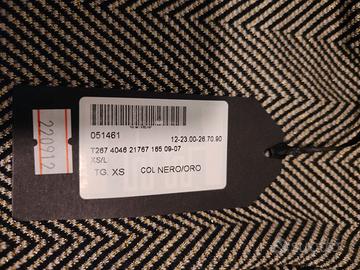 051461
12-23.00-26.70.90
T267 4046 21767 165 09-07
XS/L
TG. XS COL NERO/ORO
220912